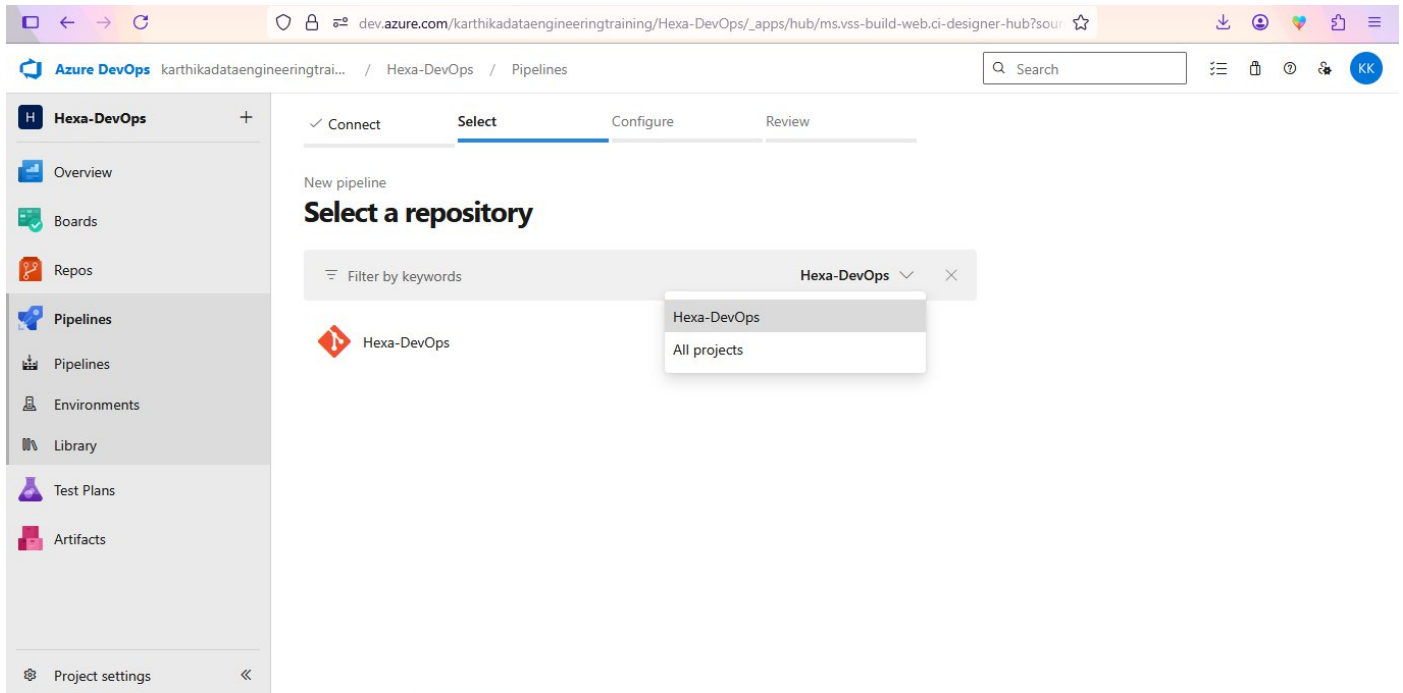 dev.azure.com/karthikadataengineeringtraining/Hexa-DevOps/_apps/hub/ms.vss-build-web.ci-designer-hub?sour
Azure DevOps karthikadataengineeringtrai... / Hexa-DevOps / Pipelines
Search
KK
H Hexa-DevOps +
Overview
Boards
Repos
Pipelines
Pipelines
Environments
Library
Test Plans
Artifacts
Project settings
Connect Select Configure Review
New pipeline
Select a repository
Filter by keywords Hexa-DevOps
Hexa-DevOps
Hexa-DevOps
All projects